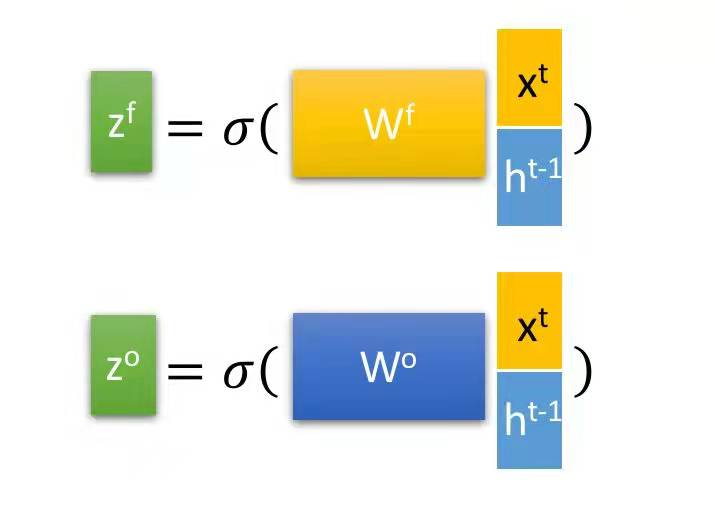 z^f = σ( W^f x^t h^t-1 )
z^o = σ( W^o x^t h^t-1 )